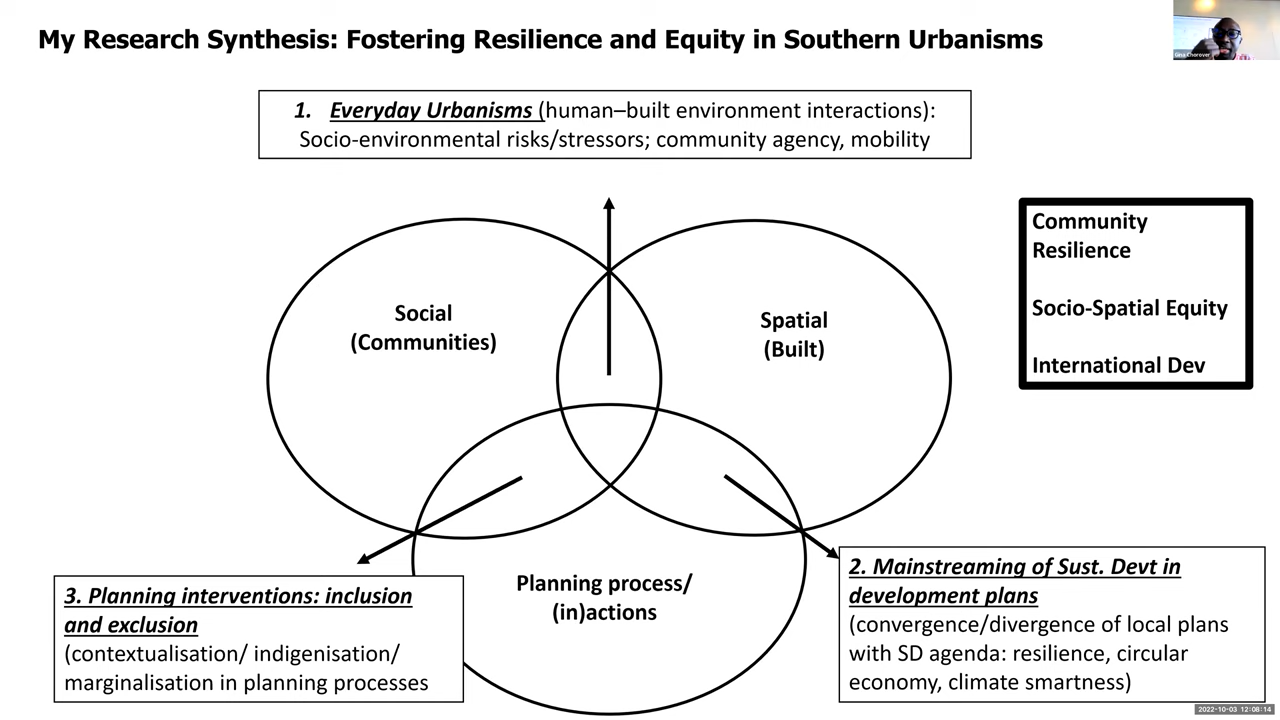 My Research Synthesis: Fostering Resilience and Equity in Southern Urbanisms
Gina Chorover
1. Everyday Urbanisms (human–built environment interactions):
Socio-environmental risks/stressors; community agency, mobility
Community
Resilience
Socio-Spatial Equity
International Dev
Social
(Communities)
Spatial
(Built)
Planning process/
(in)actions
2. Mainstreaming of Sust. Devt in
development plans
(convergence/divergence of local plans
with SD agenda: resilience, circular
economy, climate smartness)
3. Planning interventions: inclusion
and exclusion
(contextualisation/ indigenisation/
marginalisation in planning processes
2022-10-03 12:08:14